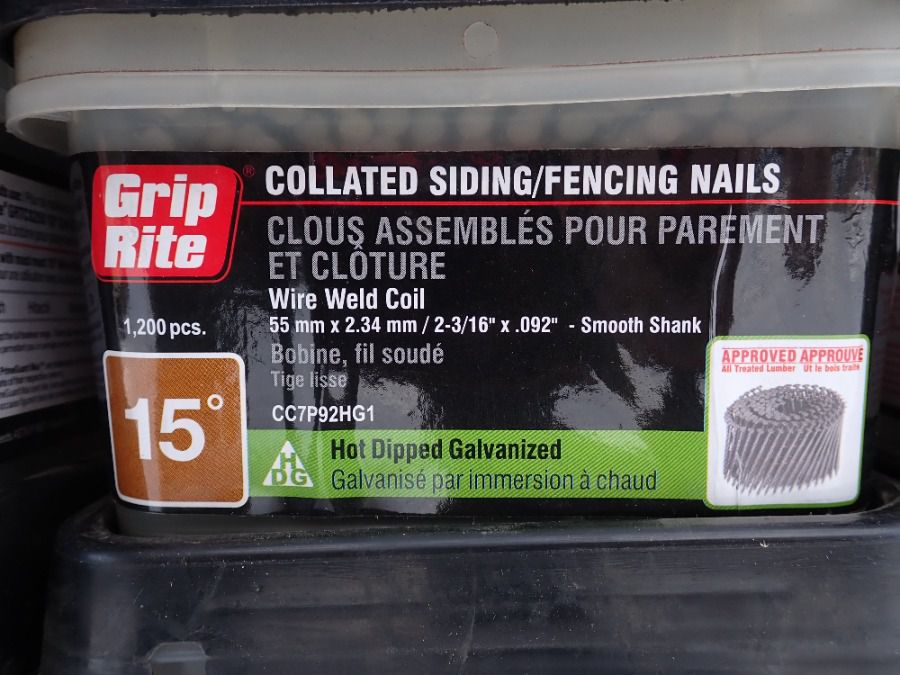 Grip
Rite®
COLLATED SIDING/FENCING NAILS
CLOUS ASSEMBLÉS POUR PAREMENT
ET CLÔTURE
Wire Weld Coil
1,200 pcs.
55 mm x 2.34 mm / 2-3/16" x .092" - Smooth Shank
Bobine, fil soudé
Tige lisse
APPROVED APPROUVÉ
All Treated Lumber Ut le bois traité
15°
CC7P92HG1
H
DG
Hot Dipped Galvanized
Galvanisé par immersion à chaud